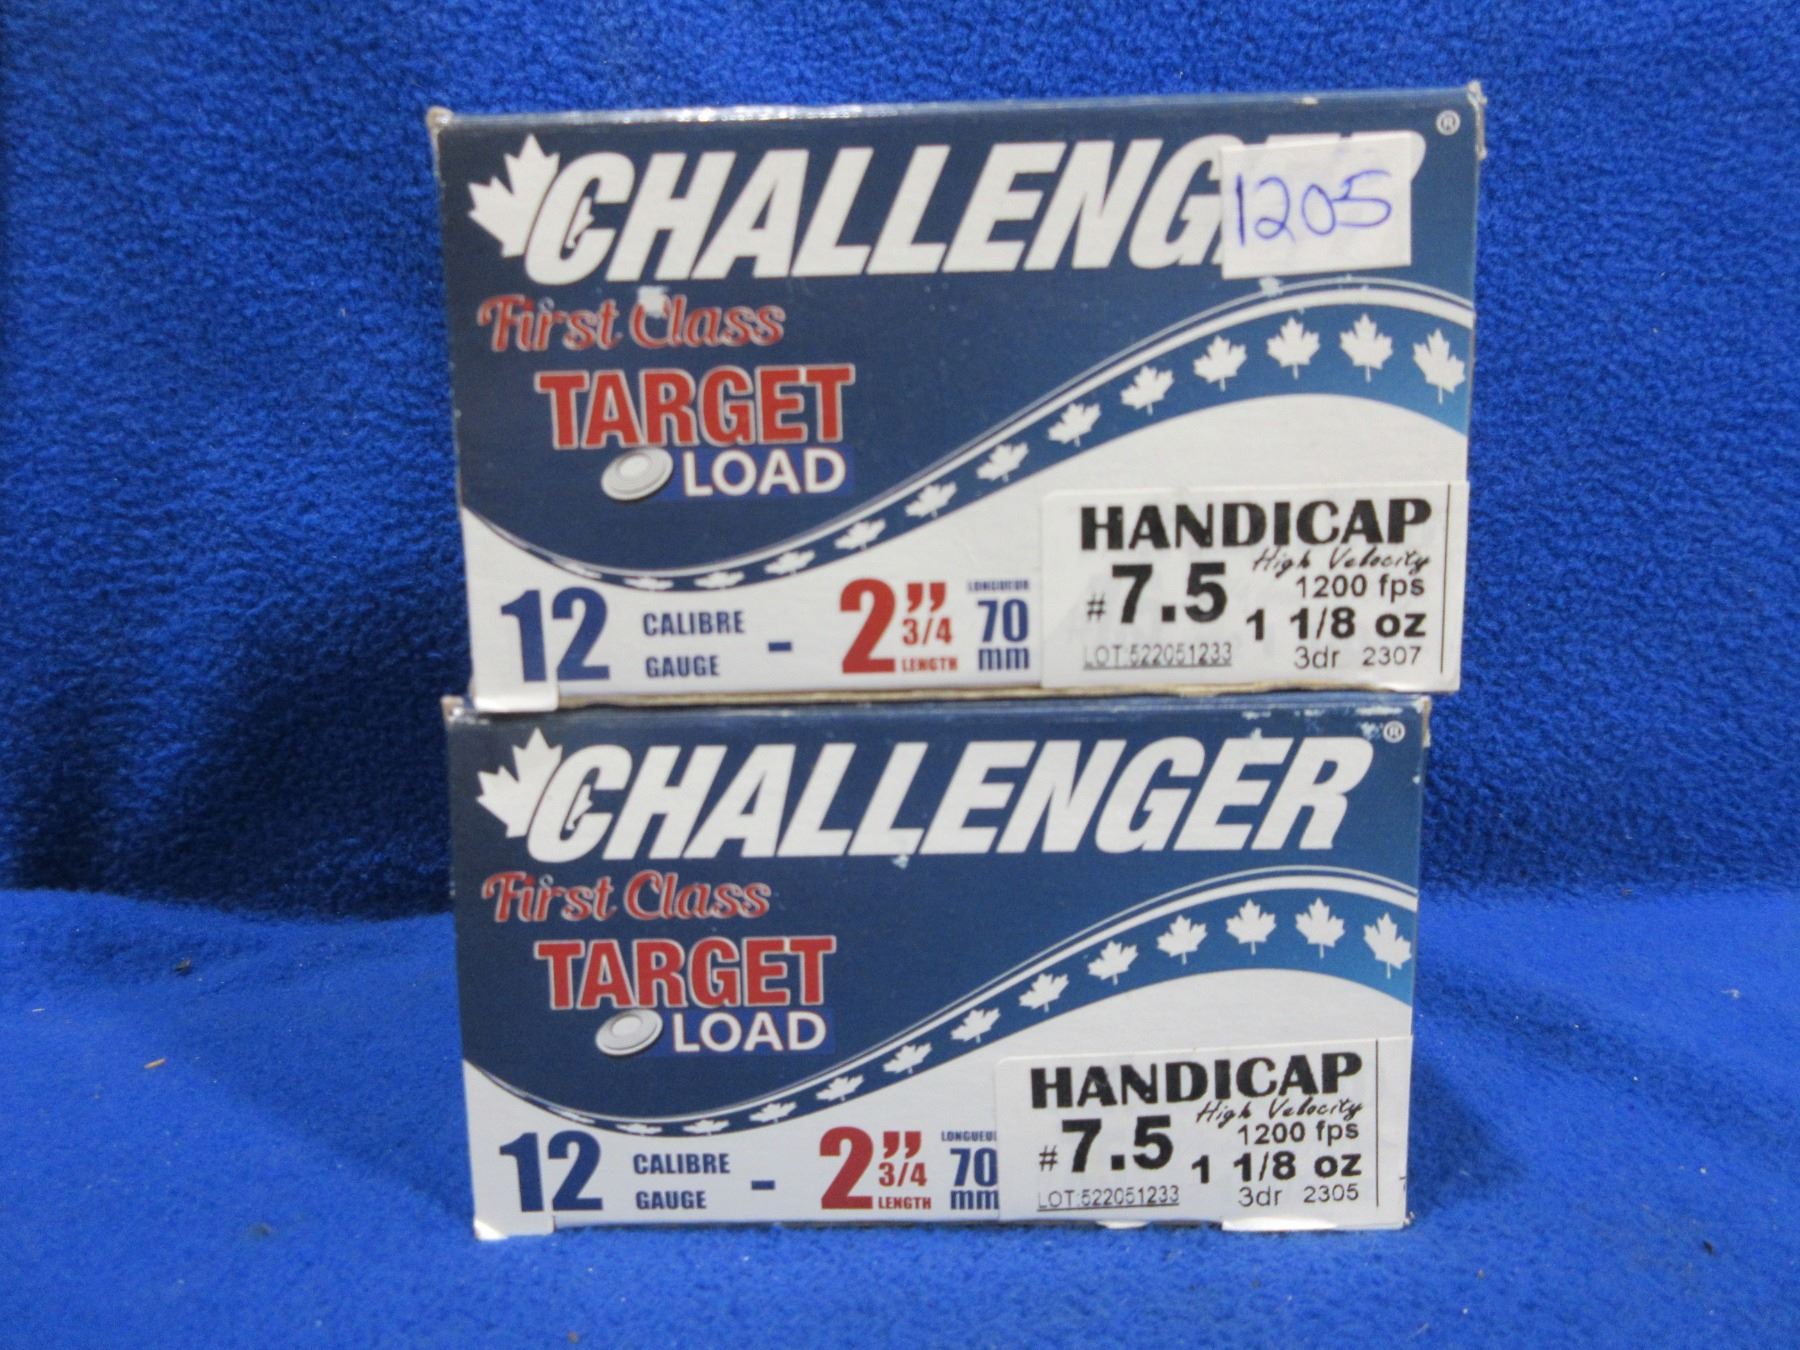 CHALLENG
1205
®
First Class
TARGET
LOAD
12 CALIBRE GAUGE - 2" 3/4 LENGTH LONGUEUR 70 mm
HANDICAP
High Velocity
#7.5 1200 fps
1 1/8 oz
LOT:522051233 3dr 2307
CHALLENGER®
First Class
TARGET
LOAD
12 CALIBRE GAUGE - 2" 3/4 LENGTH LONGUEU 70 mm
HANDICAP
High Velocity
#7.5 1200 fps
1 1/8 oz
LOT:522051233 3dr 2305